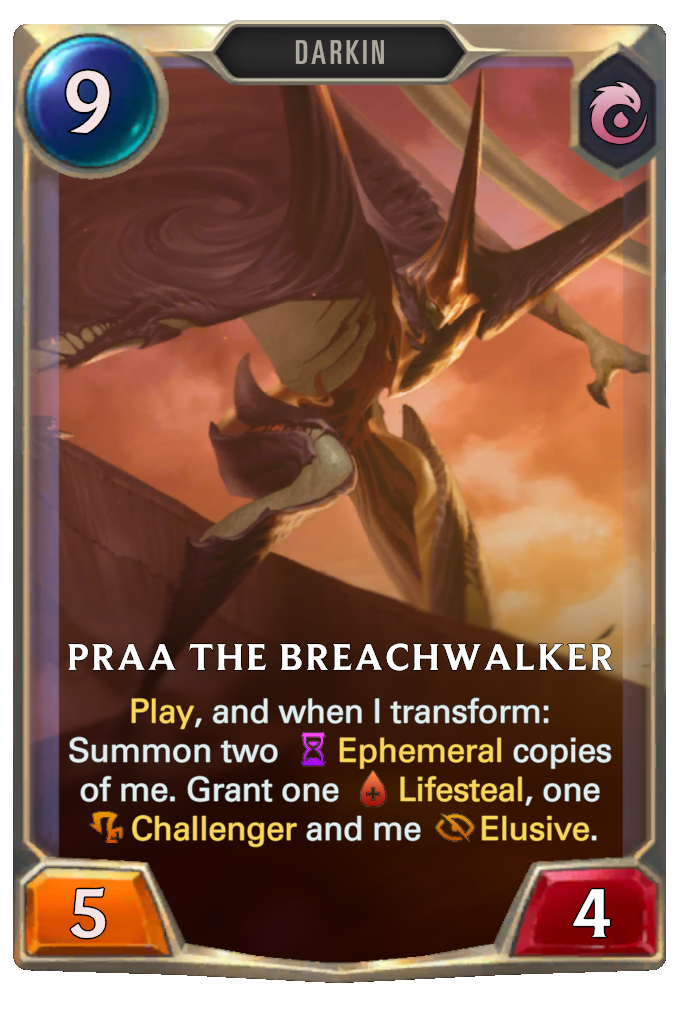 DARKIN
9
PRAA THE BREACHWALKER
Play, and when I transform:
Summon two Ephemeral copies
of me. Grant one Lifesteal, one
Challenger and me Elusive.
5
4